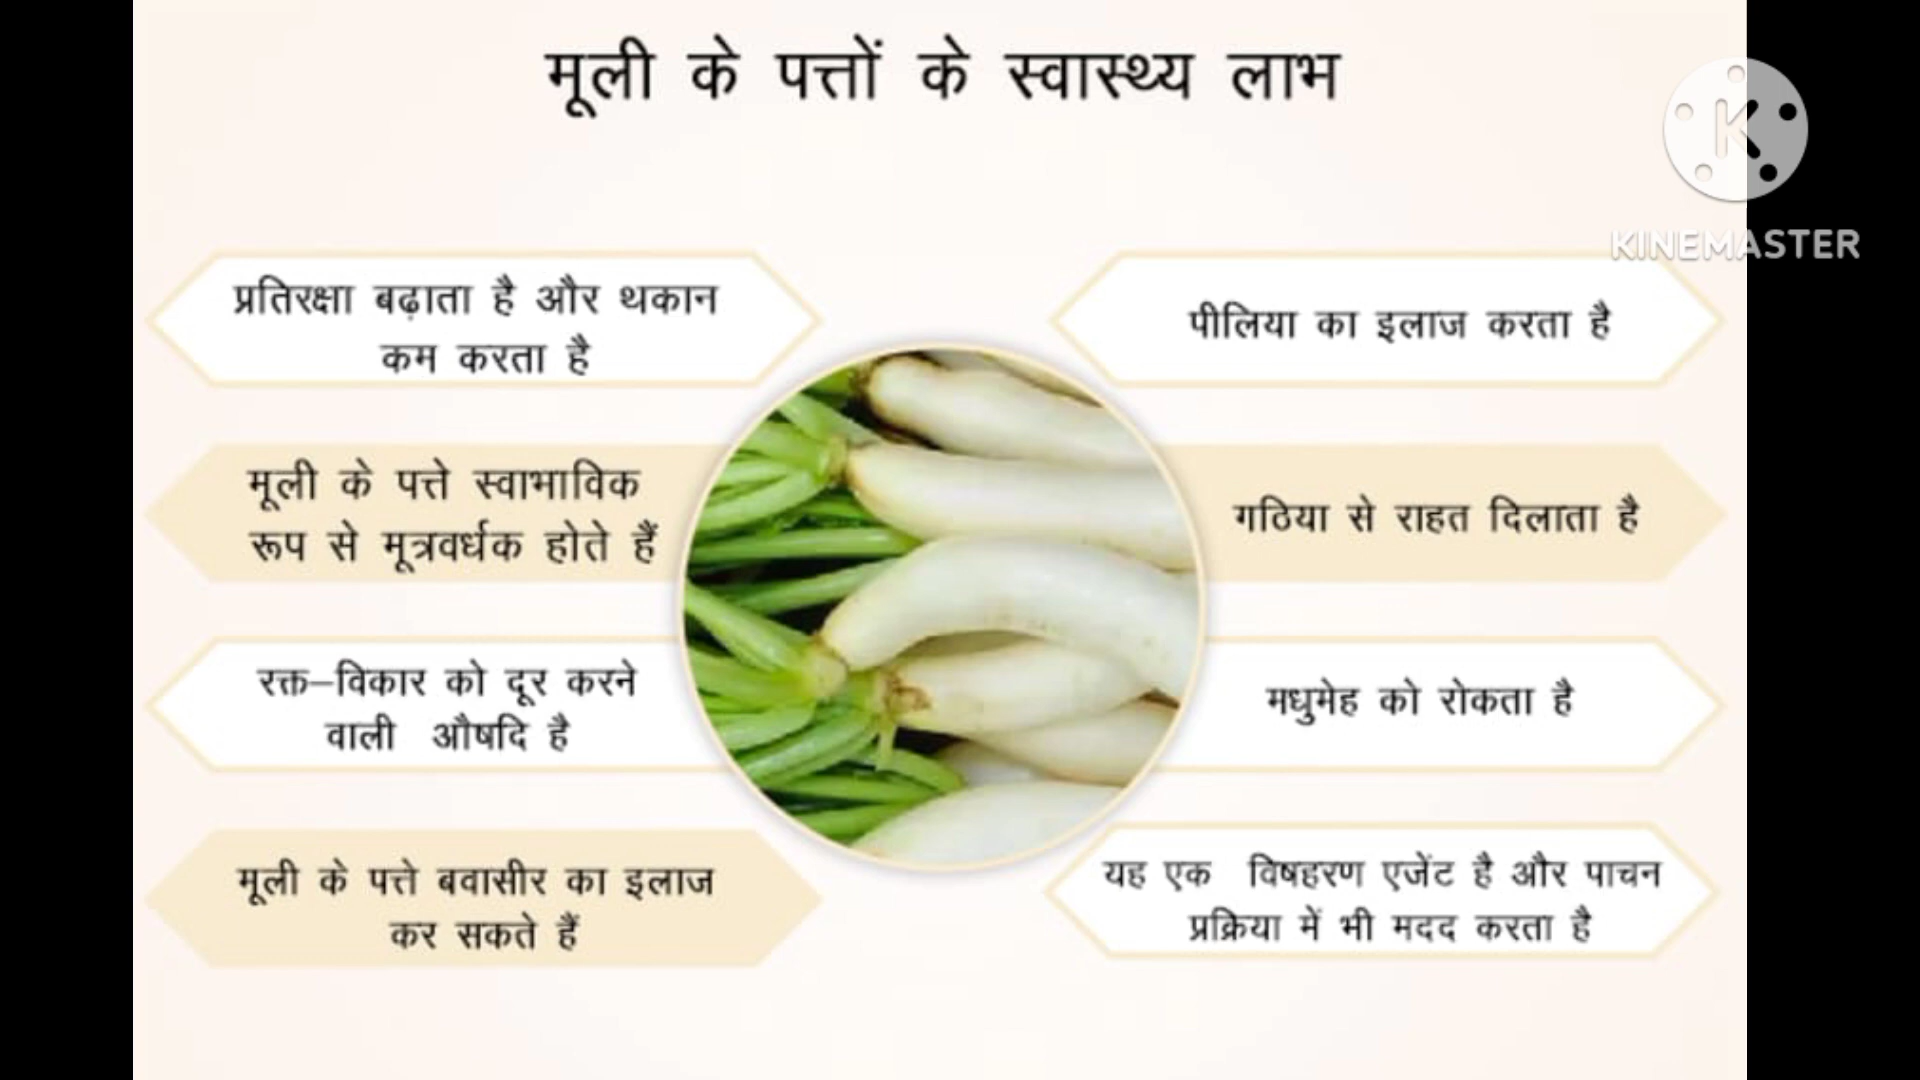 मूली के पत्तों के स्वास्थ्य लाभ
KINEMASTER
प्रतिरक्षा बढ़ाता है और थकान
कम करता है
मूली के पत्ते स्वाभाविक
रूप से मूत्रवर्धक होते हैं
रक्त–विकार को दूर करने
वाली औषदि है
मूली के पत्ते बवासीर का इलाज
कर सकते हैं
पीलिया का इलाज करता है
गठिया से राहत दिलाता है
मधुमेह को रोकता है
यह एक विषहरण एजेंट है और पाचन
प्रक्रिया में भी मदद करता है